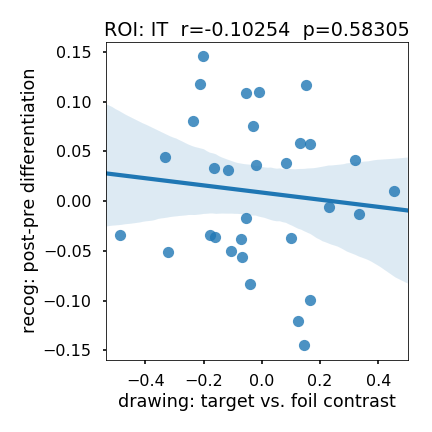 ROI: IT  r=-0.10254  p=0.58305
0.15
0.10
0.05
0.00
−0.05
−0.10
−0.15
recog: post-pre differentiation
−0.4 −0.2 0.0 0.2 0.4
drawing: target vs. foil contrast